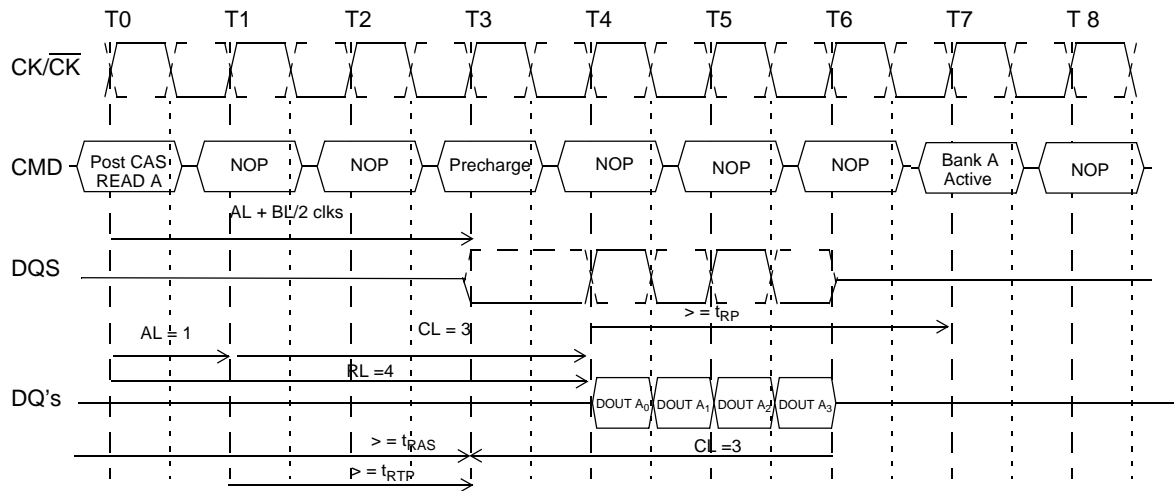 T0 T1 T2 T3 T4 T5 T6 T7 T 8
CK/CK
CMD
Post CAS
READ A
NOP
NOP
Precharge
NOP
NOP
NOP
Bank A
Active
NOP
AL + BL/2 clks
DQS
> = tRP
AL = 1
CL = 3
RL =4
DQ's
DOUT A0
DOUT A1
DOUT A2
DOUT A3
> = tRAS
CL =3
> = tRTP